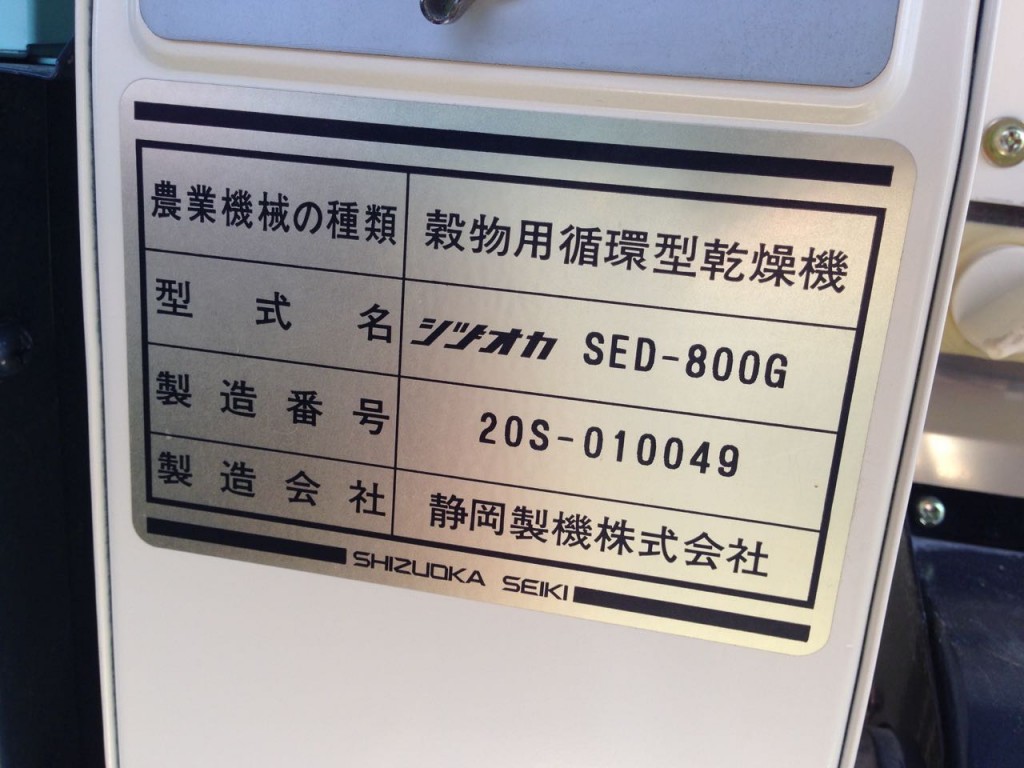 農業機械の種類 穀物用循環型乾燥機
型式名 シヅオカ SED-800G
製造番号 20S-010049
製造会社 静岡製機株式会社
SHIZUOKA SEIKI